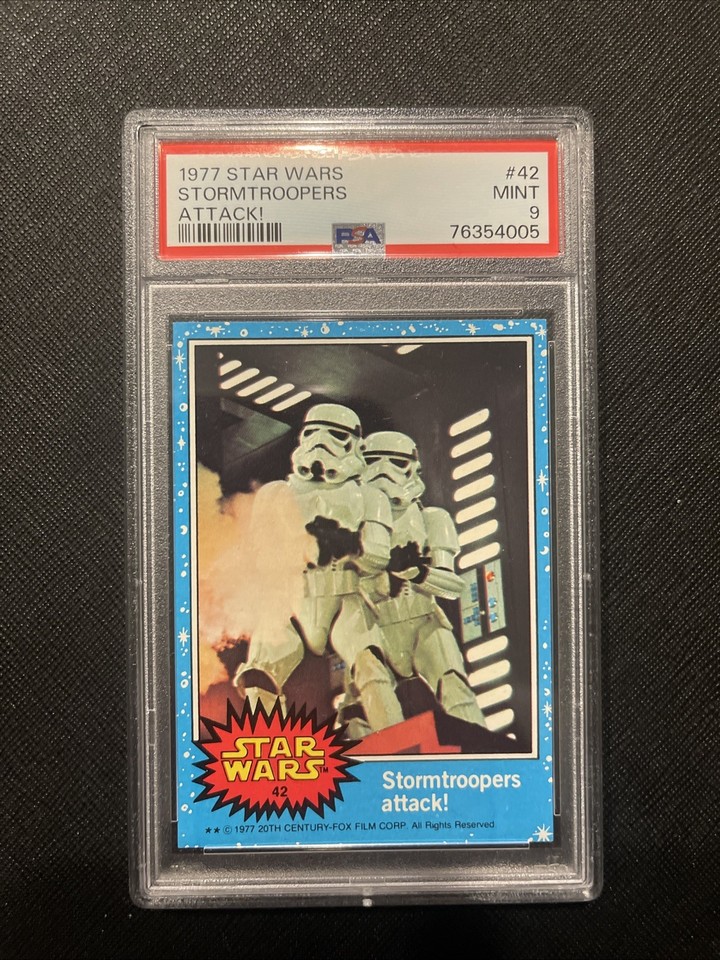 1977 STAR WARS #42
STORMTROOPERS MINT
ATTACK! 9
PSA 76354005
STAR
WARS™
42
Stormtroopers
attack!
★★ © 1977 20TH CENTURY-FOX FILM CORP. All Rights Reserved.